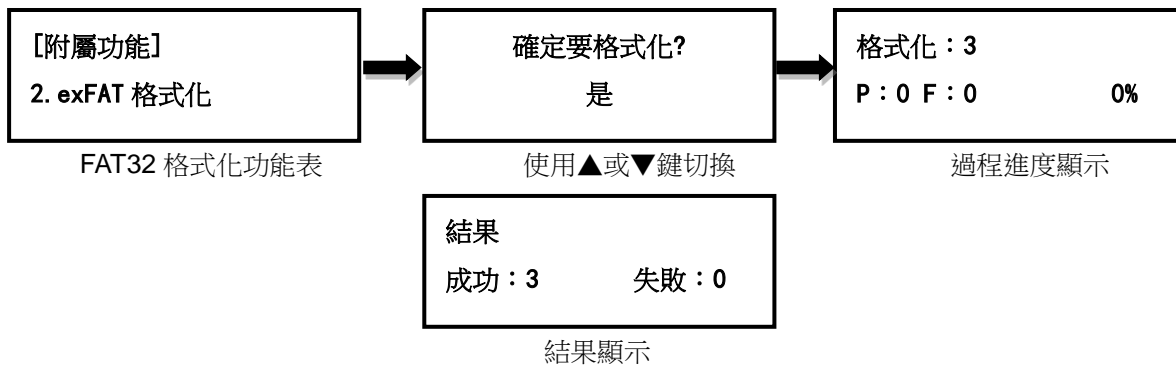 [附屬功能]
2. exFAT 格式化
FAT32 格式化功能表
確定要格式化?
是
使用▲或▼鍵切換
格式化：3
P：0 F：0 0%
過程進度顯示
結果
成功：3 失敗：0
結果顯示